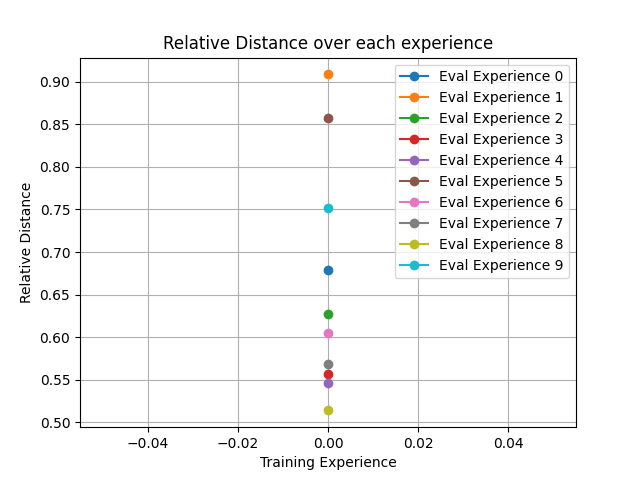 Relative Distance over each experience
Relative Distance
0.90
0.85
0.80
0.75
0.70
0.65
0.60
0.55
0.50
Eval Experience 0
Eval Experience 1
Eval Experience 2
Eval Experience 3
Eval Experience 4
Eval Experience 5
Eval Experience 6
Eval Experience 7
Eval Experience 8
Eval Experience 9
−0.04 −0.02 0.00 0.02 0.04
Training Experience